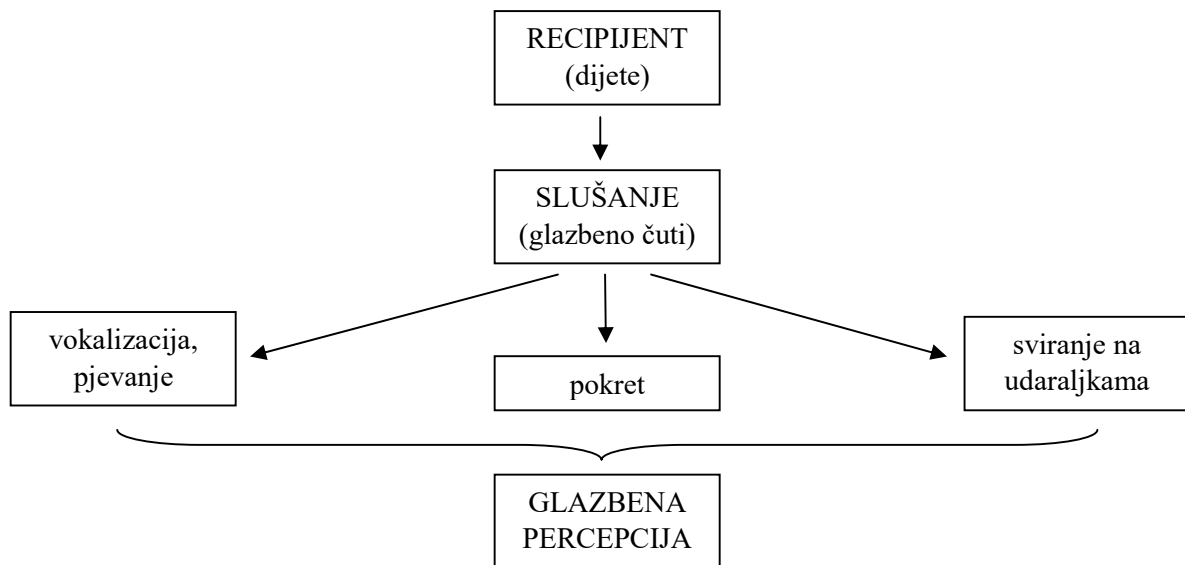 RECIPIJENT
(dijete)
SLUŠANJE
(glazbeno čuti)
vokalizacija,
pjevanje
pokret
sviranje na
udaraljkama
GLAZBENA
PERCEPCIJA